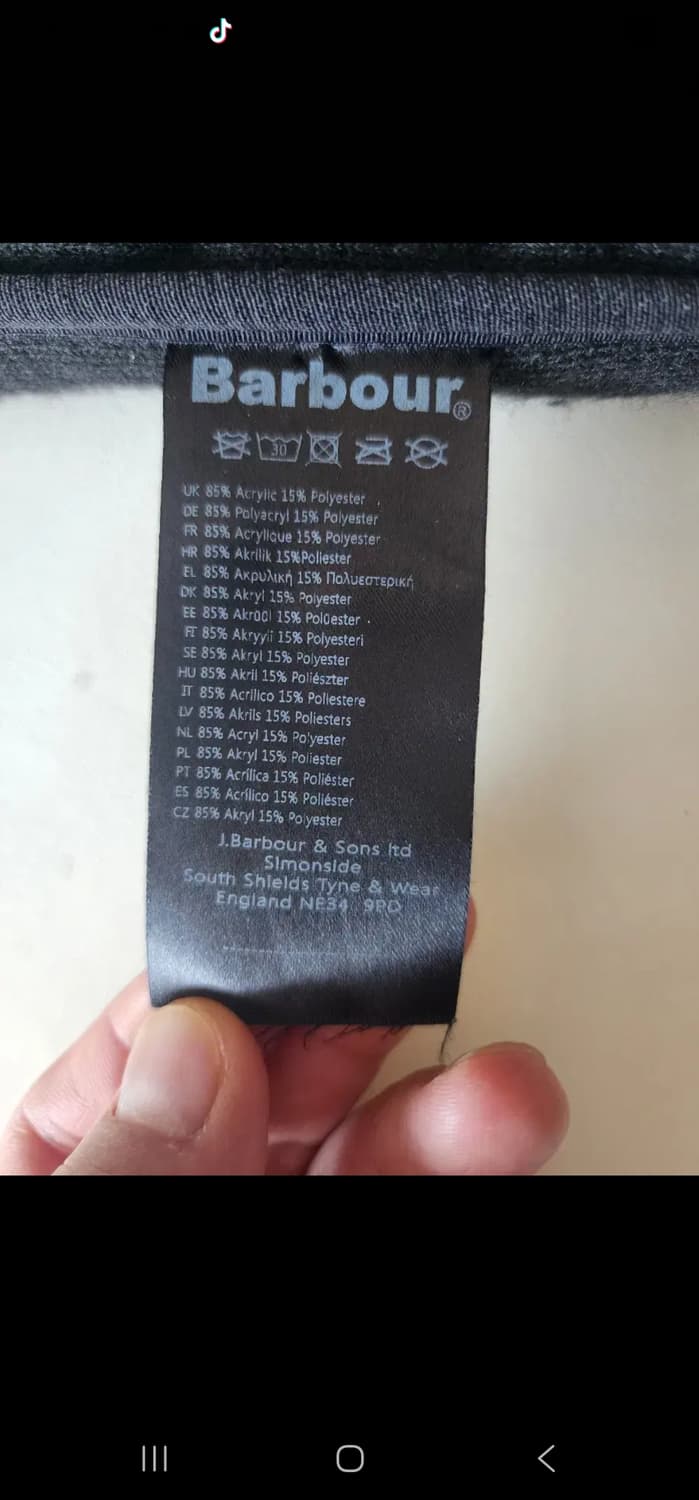 Barbour®
30
UK 85% Acrylic 15% Polyester
DE 85% Polyacryl 15% Polyester
FR 85% Acrylique 15% Polyester
HR 85% Akrilik 15%Poliester
EL 85% Ακρυλική 15% Πολυεστερική
DK 85% Akryl 15% Polyester
EE 85% Akrüül 15% Polüester
FI 85% Akryyli 15% Polyesteri
SE 85% Akryl 15% Polyester
HU 85% Akril 15% Poliészter
IT 85% Acrilico 15% Poliestere
LV 85% Akrils 15% Poliesters
NL 85% Acryl 15% Polyester
PL 85% Akryl 15% Poliester
PT 85% Acrílica 15% Poliéster
ES 85% Acrílico 15% Poliéster
CZ 85% Akryl 15% Polyester
J.Barbour & Sons ltd
Simonside
South Shields Tyne & Wear
England NE34 9PD